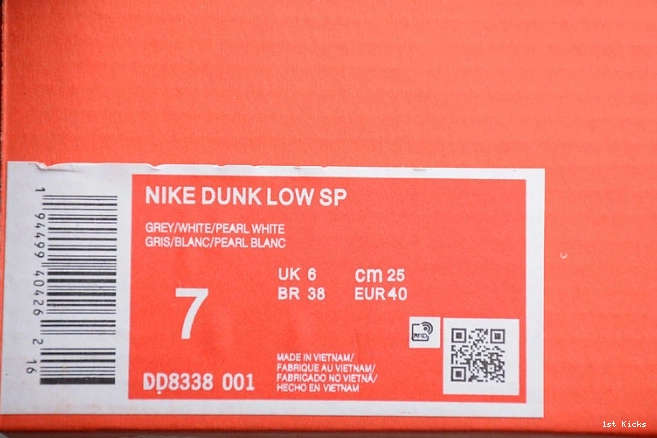 NIKE DUNK LOW SP
GREY/WHITE/PEARL WHITE
GRIS/BLANC/PEARL BLANC
7
UK 6 cm 25
BR 38 EUR 40
DD8338 001
MADE IN VIETNAM/
FABRIQUE AU VIETNAM/
FABRICADO NO VIETNÃ/
HECHO EN VIETNAM
RFID
1 94499 40426 2 16
1st Kicks